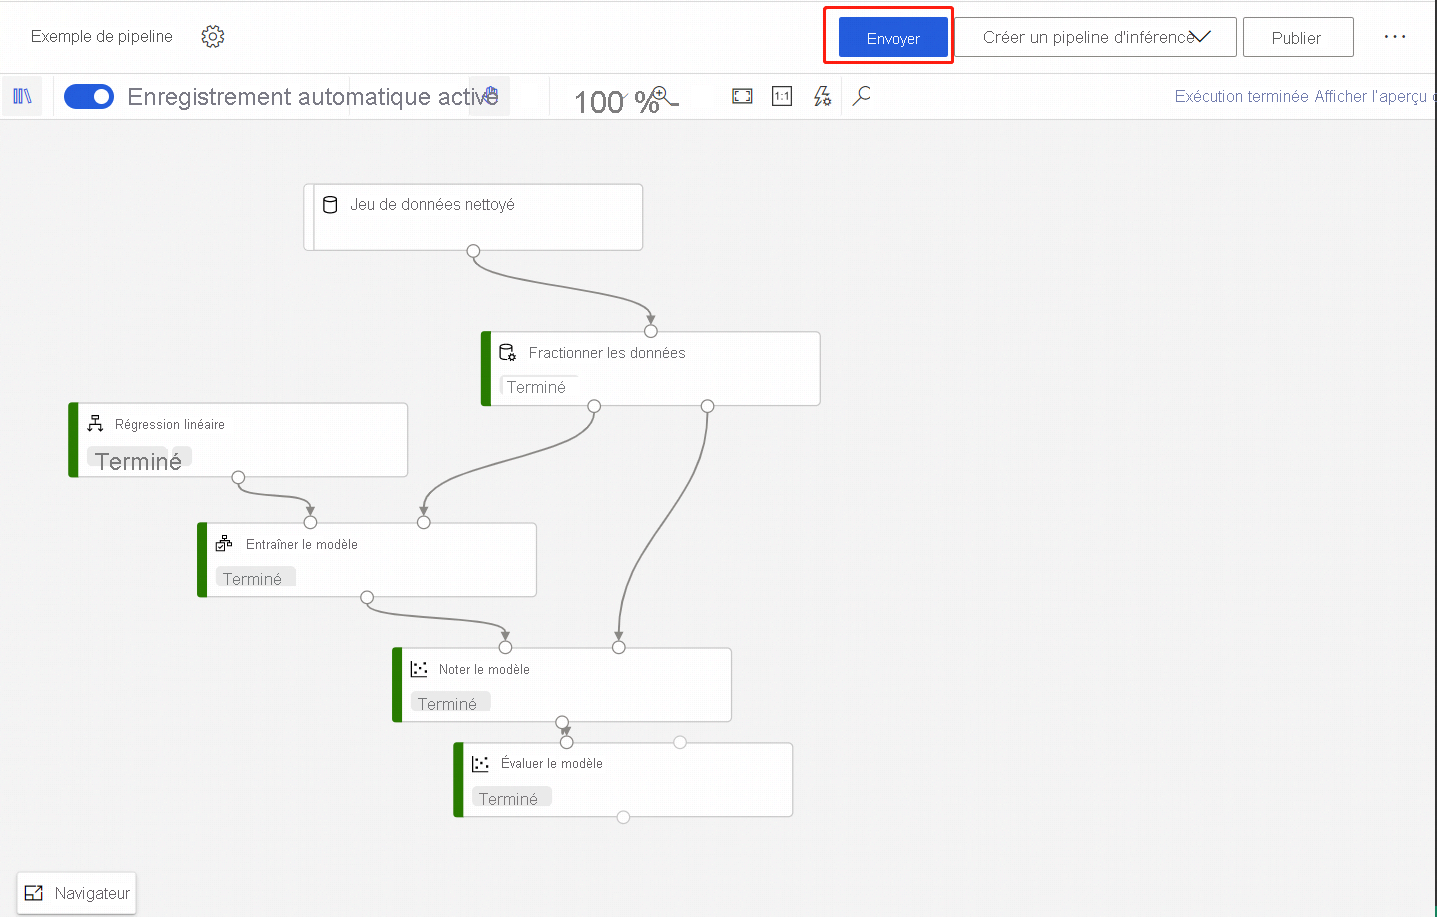 Exemple de pipeline
Envoyer
Créer un pipeline d'inférence
Publier
Enregistrement automatique activé
100 %
1:1
Exécution terminée Afficher l'aperçu
Jeu de données nettoyé
Fractionner les données
Terminé
Régression linéaire
Terminé
Entraîner le modèle
Terminé
Noter le modèle
Terminé
Évaluer le modèle
Terminé
Navigateur